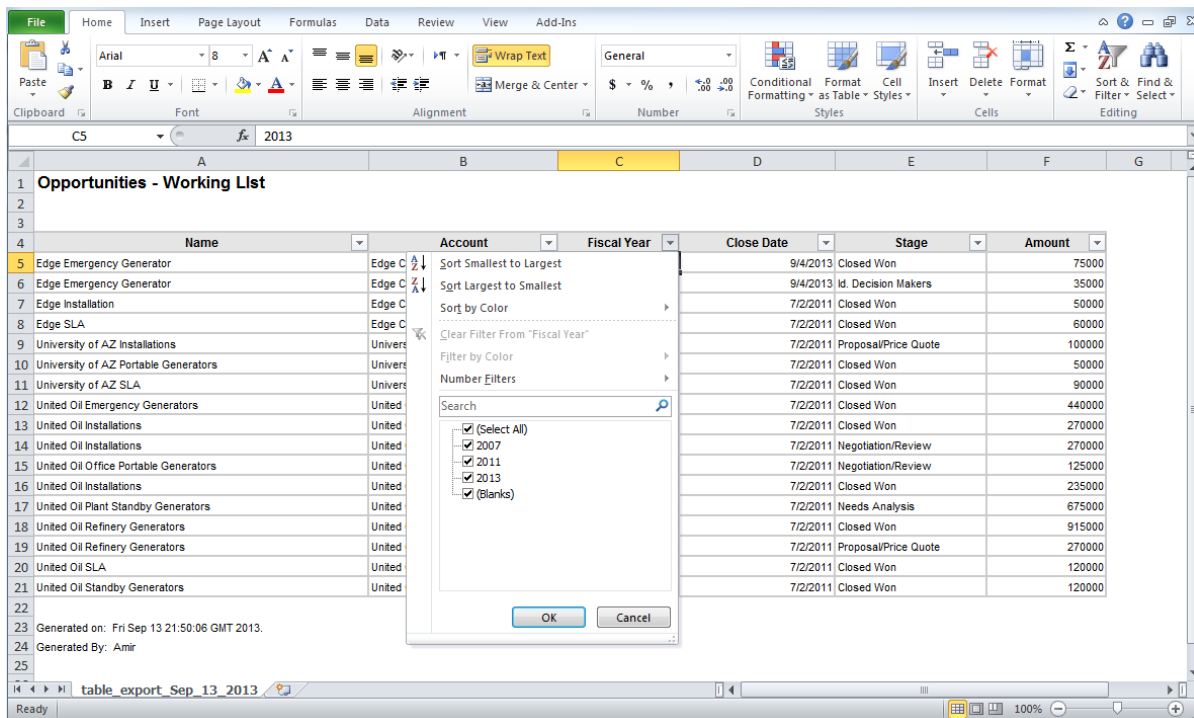 File Home Insert Page Layout Formulas Data Review View Add-Ins
Paste
Arial 8 A A Wrap Text General
B I U A Merge & Center $ % , .0 .00 .00 .0
Conditional Formatting Format as Table Cell Styles Insert Delete Format Σ Sort & Filter Find & Select
Clipboard Font Alignment Number Styles Cells Editing
C5 fx 2013
A B C D E F G
1 Opportunities - Working LIst
2
3
4 Name Account Fiscal Year Close Date Stage Amount
5 Edge Emergency Generator Edge C 9/4/2013 Closed Won 75000
6 Edge Emergency Generator Edge C 9/4/2013 Id. Decision Makers 35000
7 Edge Installation Edge C 7/2/2011 Closed Won 50000
8 Edge SLA Edge C 7/2/2011 Closed Won 60000
9 University of AZ Installations Univers 7/2/2011 Proposal/Price Quote 100000
10 University of AZ Portable Generators Univers 7/2/2011 Closed Won 50000
11 University of AZ SLA Univers 7/2/2011 Closed Won 90000
12 United Oil Emergency Generators United 7/2/2011 Closed Won 440000
13 United Oil Installations United 7/2/2011 Closed Won 270000
14 United Oil Installations United 7/2/2011 Negotiation/Review 270000
15 United Oil Office Portable Generators United 7/2/2011 Negotiation/Review 125000
16 United Oil Installations United 7/2/2011 Closed Won 235000
17 United Oil Plant Standby Generators United 7/2/2011 Needs Analysis 675000
18 United Oil Refinery Generators United 7/2/2011 Closed Won 915000
19 United Oil Refinery Generators United 7/2/2011 Proposal/Price Quote 270000
20 United Oil SLA United 7/2/2011 Closed Won 120000
21 United Oil Standby Generators United 7/2/2011 Closed Won 120000
22
23 Generated on: Fri Sep 13 21:50:06 GMT 2013.
24 Generated By: Amir
25
Sort Smallest to Largest
Sort Largest to Smallest
Sort by Color
Clear Filter From "Fiscal Year"
Filter by Color
Number Filters
Search
(Select All)
2007
2011
2013
(Blanks)
OK Cancel
table_export_Sep_13_2013
Ready 100%